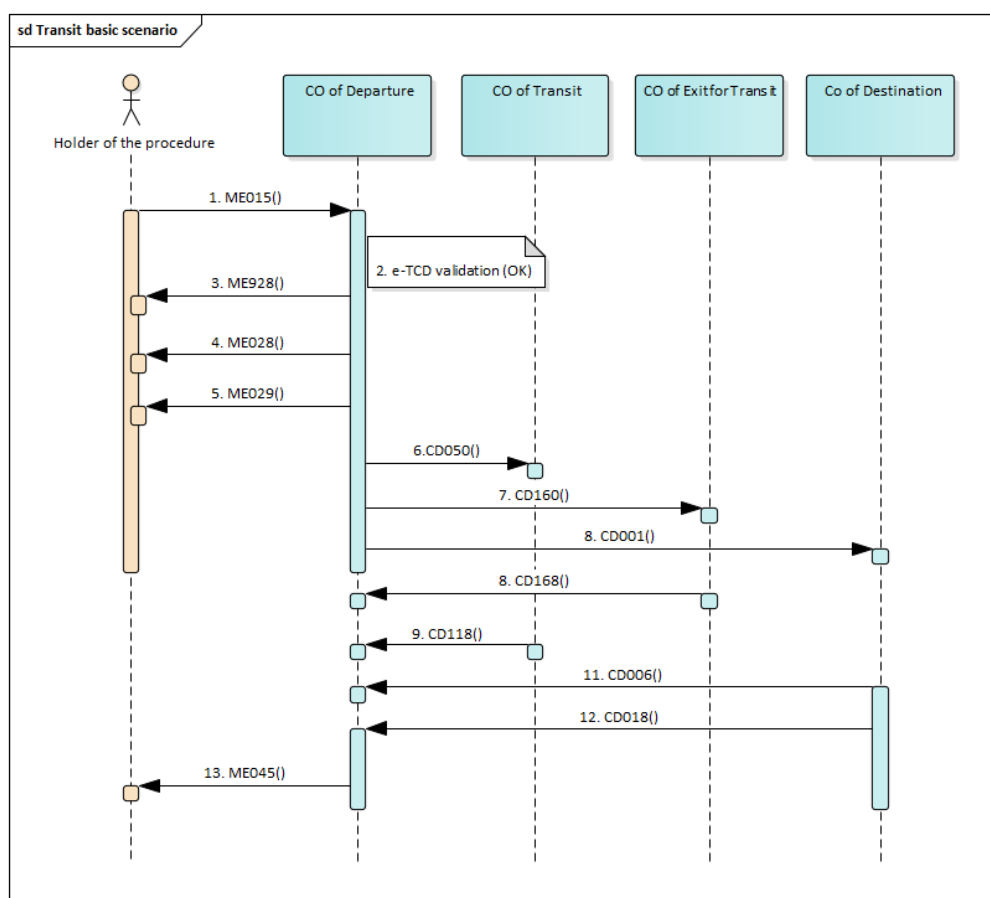 sd Transit basic scenario
Holder of the procedure
CO of Departure
CO of Transit
CO of ExitforTransit
Co of Destination
1. ME015()
2. e-TCD validation (OK)
3. ME928()
4. ME028()
5. ME029()
6.CD050()
7. CD160()
8. CD001()
8. CD168()
9. CD118()
11. CD006()
12. CD018()
13. ME045()